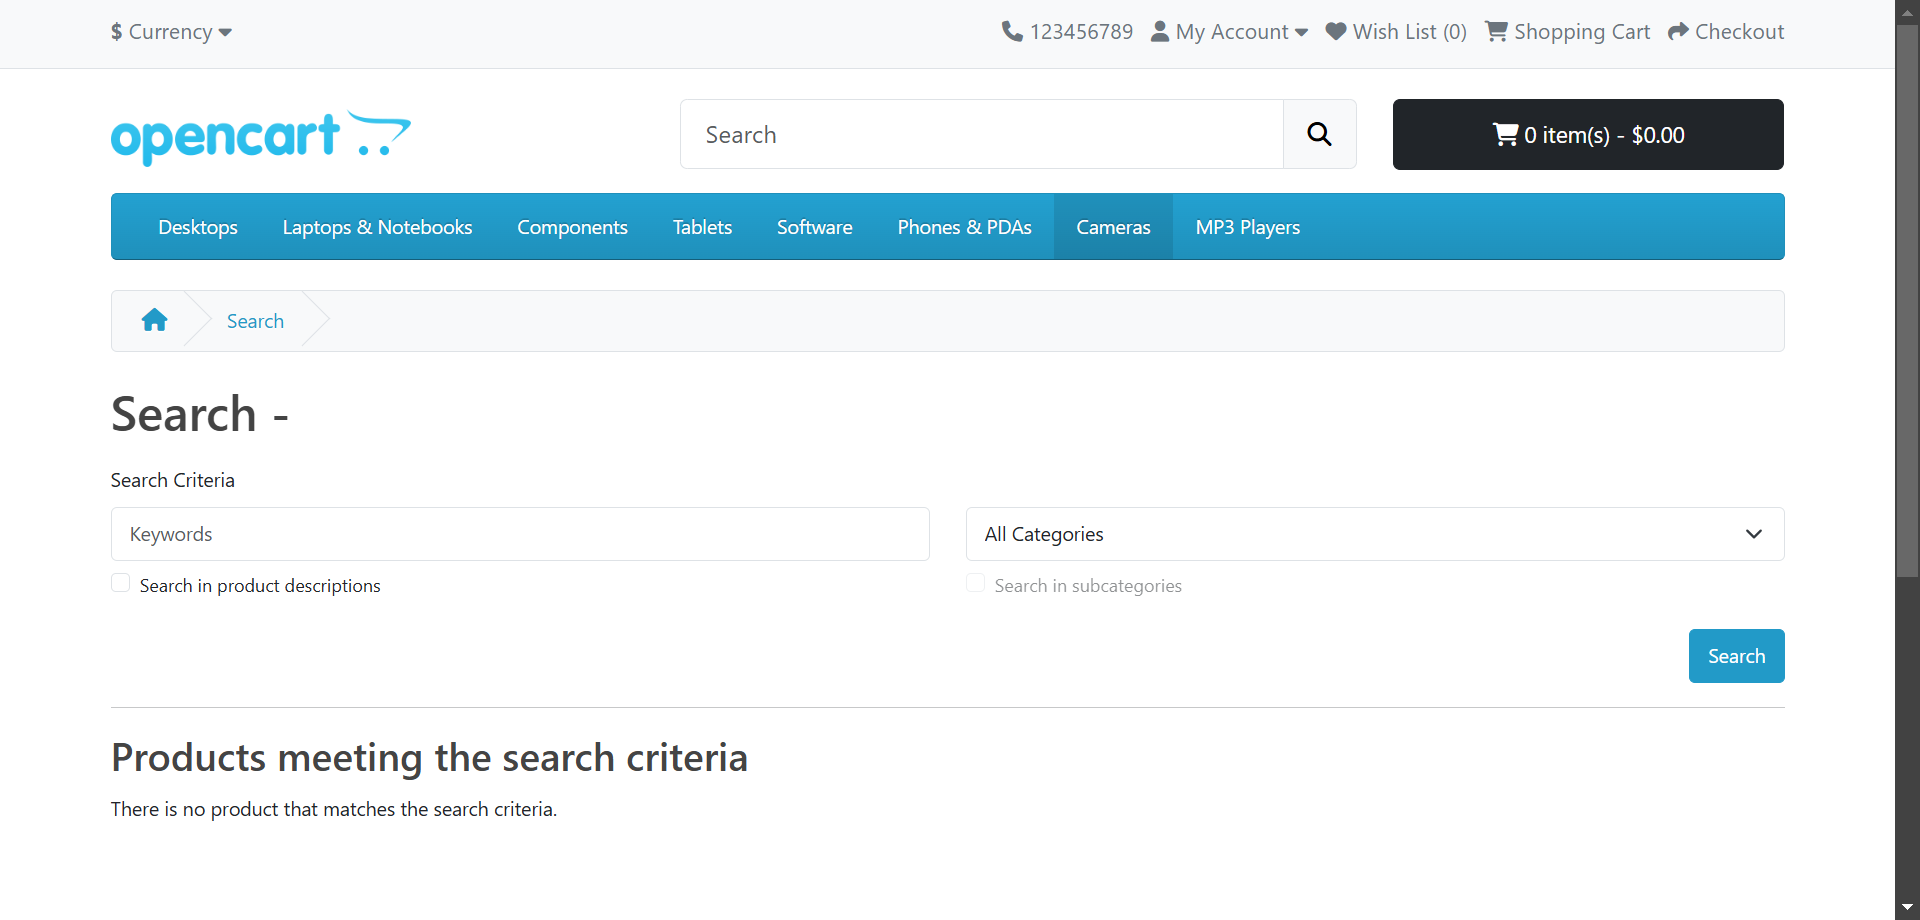 $ Currency
123456789 My Account Wish List (0) Shopping Cart Checkout
opencart
Search
0 item(s) - $0.00
Desktops Laptops & Notebooks Components Tablets Software Phones & PDAs Cameras MP3 Players
Search
Search -
Search Criteria
Keywords
All Categories
Search in product descriptions
Search in subcategories
Search
Products meeting the search criteria
There is no product that matches the search criteria.